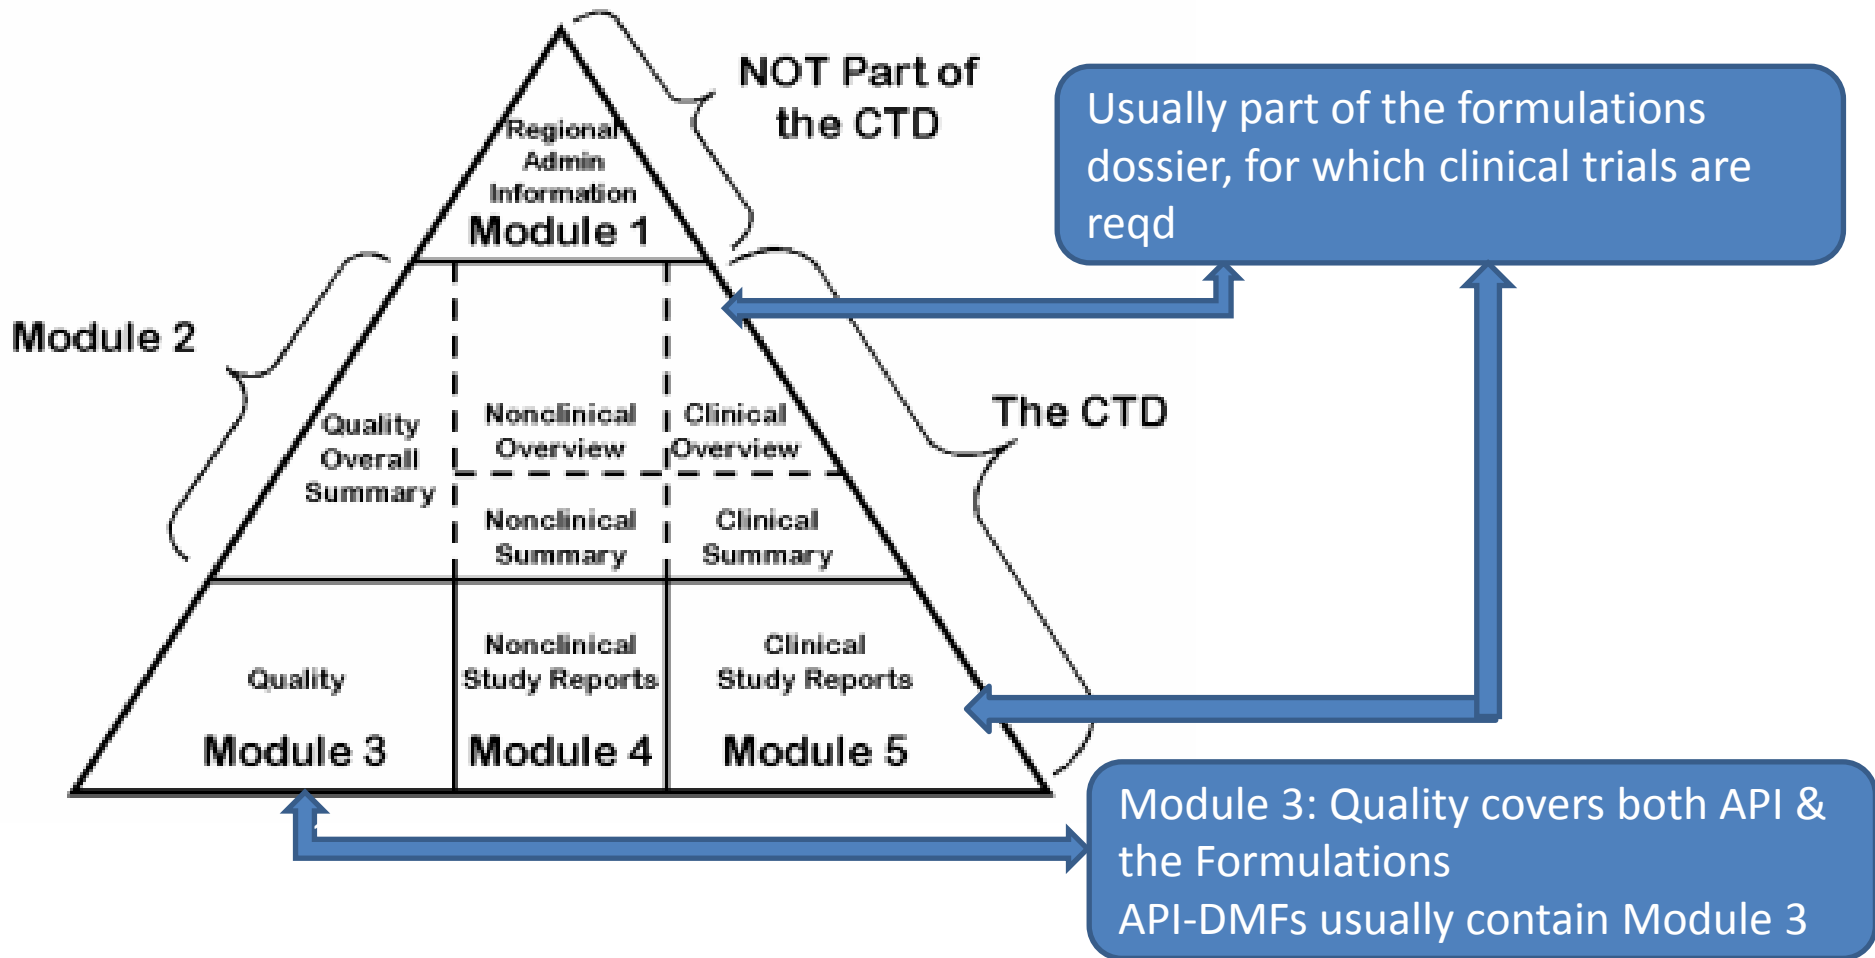 NOT Part of
the CTD
Regional
Admin
Information
Module 1
Usually part of the formulations
dossier, for which clinical trials are
reqd
Module 2
Quality
Overall
Summary
Nonclinical
Overview
Clinical
Overview
The CTD
Nonclinical
Summary
Clinical
Summary
Quality
Module 3
Nonclinical
Study Reports
Module 4
Clinical
Study Reports
Module 5
Module 3: Quality covers both API &
the Formulations
API-DMFs usually contain Module 3